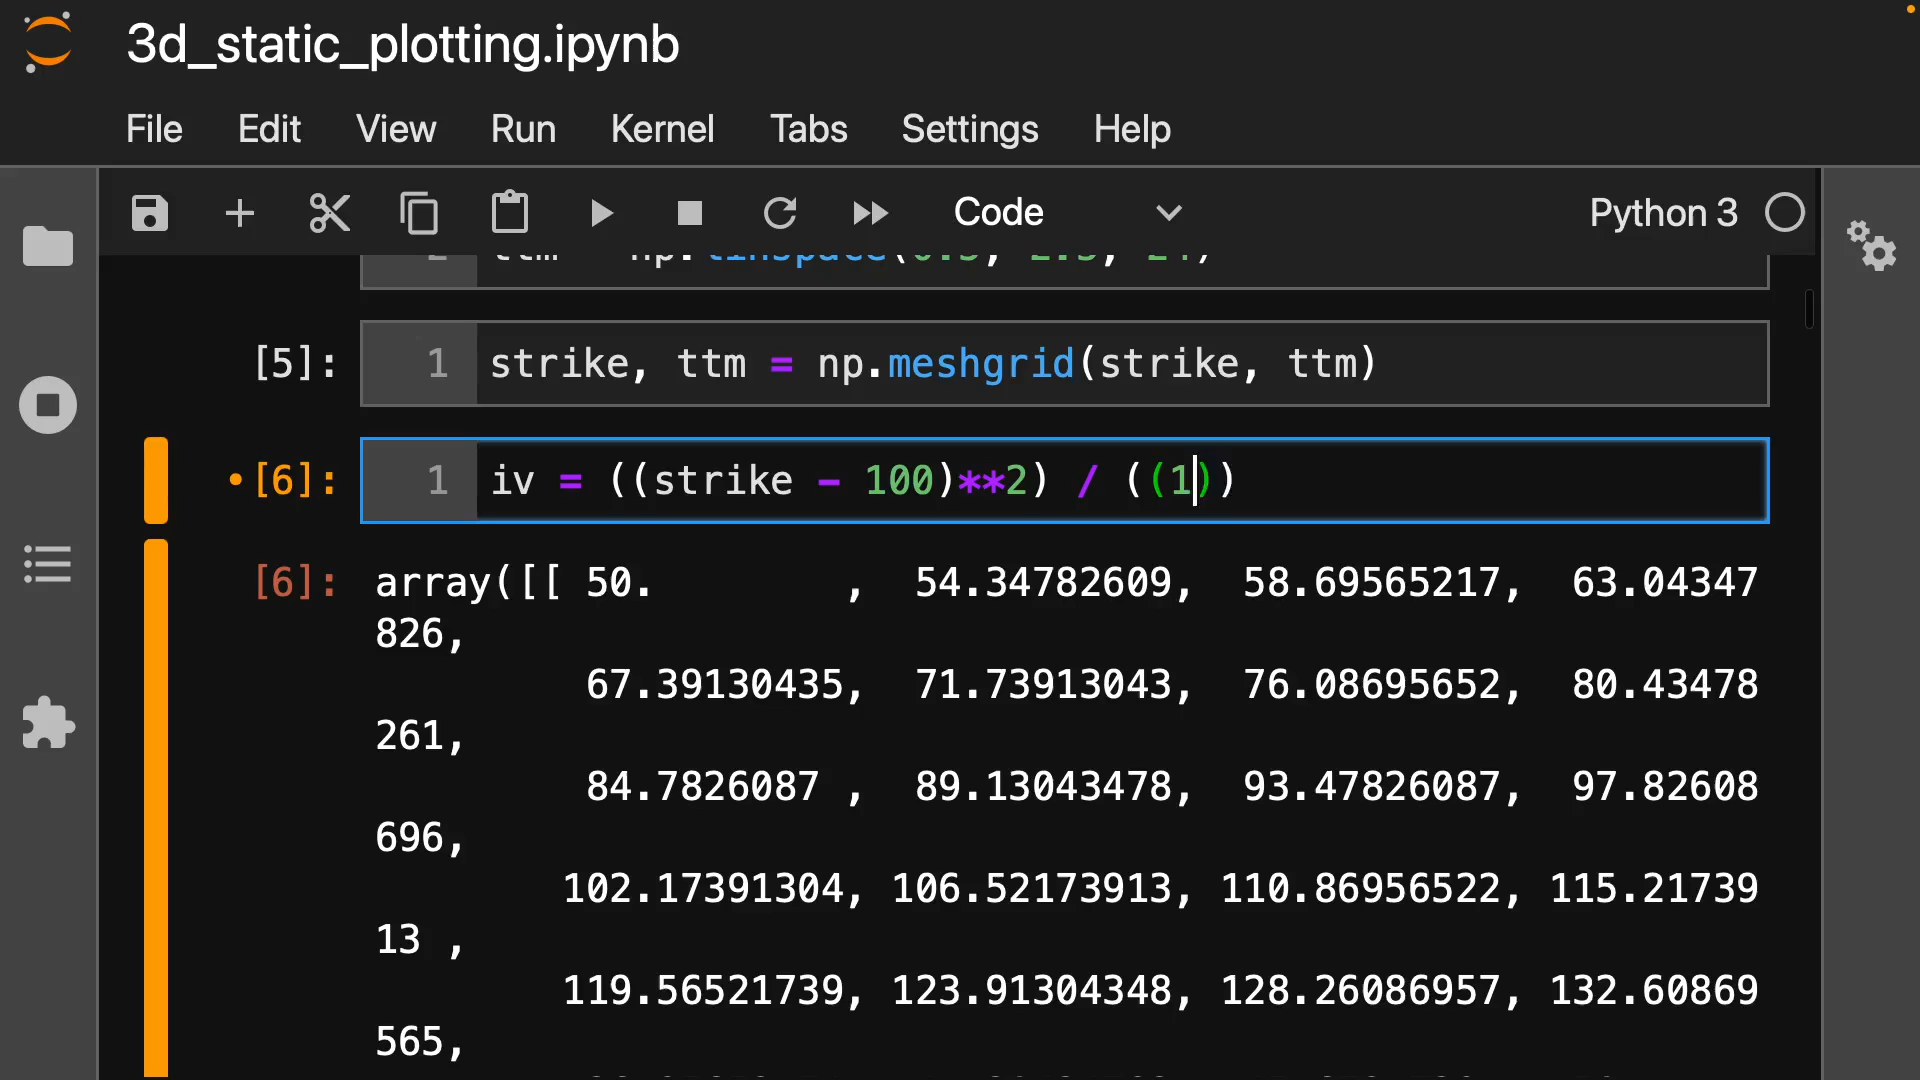 3d_static_plotting.ipynb
File Edit View Run Kernel Tabs Settings Help
Code Python 3
[5]: 1 strike, ttm = np.meshgrid(strike, ttm)
[6]: 1 iv = ((strike - 100)**2) / ((1))
[6]: array([[ 50. , 54.34782609, 58.69565217, 63.04347
826,
67.39130435, 71.73913043, 76.08695652, 80.43478
261,
84.7826087 , 89.13043478, 93.47826087, 97.82608
696,
102.17391304, 106.52173913, 110.86956522, 115.21739
13 ,
119.56521739, 123.91304348, 128.26086957, 132.60869
565,